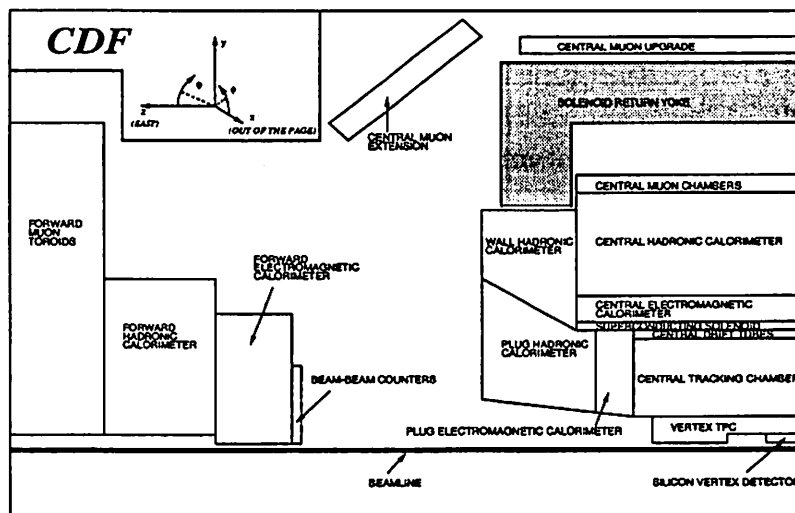 CDF
y
φ
z
(EAST)
x
(OUT OF THE PAGE)
CENTRAL MUON
EXTENSION
CENTRAL MUON UPGRADE
SOLENOID RETURN YOKE
CENTRAL MUON CHAMBERS
FORWARD
MUON
TOROIDS
FORWARD
ELECTROMAGNETIC
CALORIMETER
WALL HADRONIC
CALORIMETER
CENTRAL HADRONIC CALORIMETER
CENTRAL ELECTROMAGNETIC
CALORIMETER
SUPERCONDUCTING SOLENOID
CENTRAL DRIFT TUBES
FORWARD
HADRONIC
CALORIMETER
PLUG HADRONIC
CALORIMETER
BEAM-BEAM COUNTERS
CENTRAL TRACKING CHAMBE
PLUG ELECTROMAGNETIC CALORIMETER
VERTEX TPC
BEAMLINE
SILICON VERTEX DETECTO